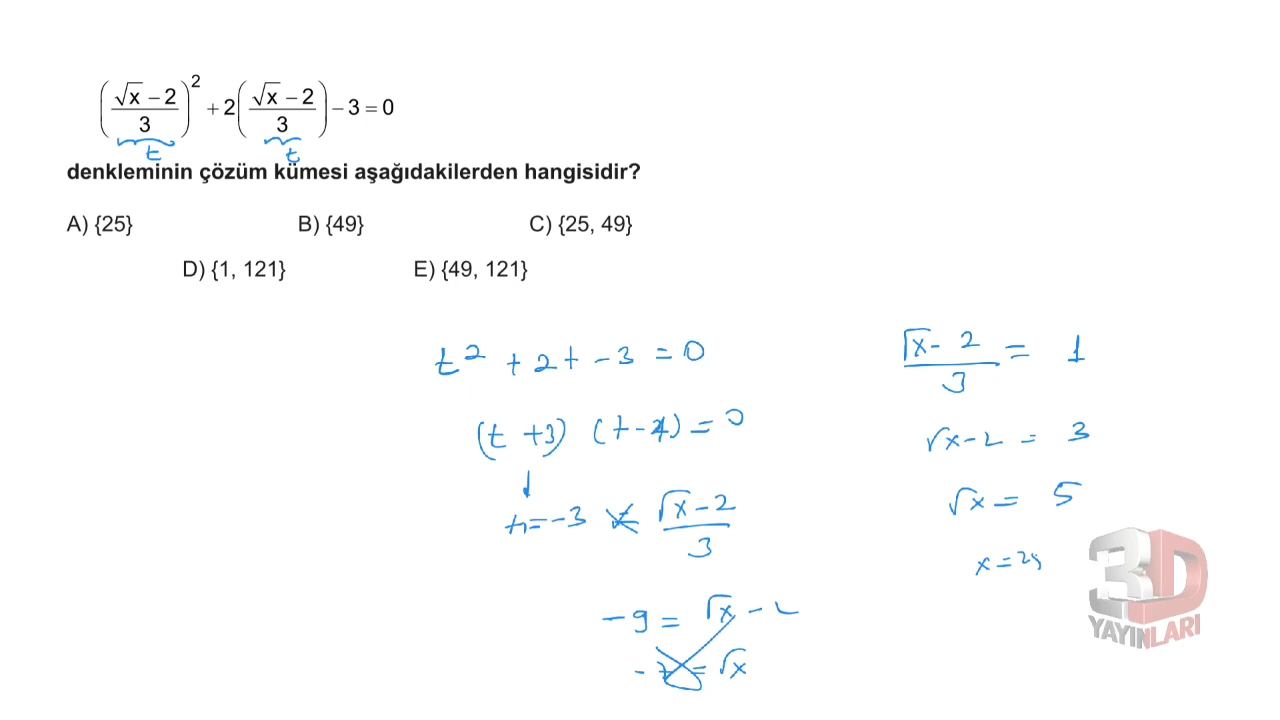 (√x − 2 / 3)² + 2(√x − 2 / 3) − 3 = 0
t t
denkleminin çözüm kümesi aşağıdakilerden hangisidir?
A) {25} B) {49} C) {25, 49}
D) {1, 121} E) {49, 121}
t² + 2t − 3 = 0
(t + 3) (t − 1) = 0
t = −3 √x − 2 / 3
−9 = √x − 2
−7 = √x
√x − 2 / 3 = 1
√x − 2 = 3
√x = 5
x = 25
3D
YAYINLARI